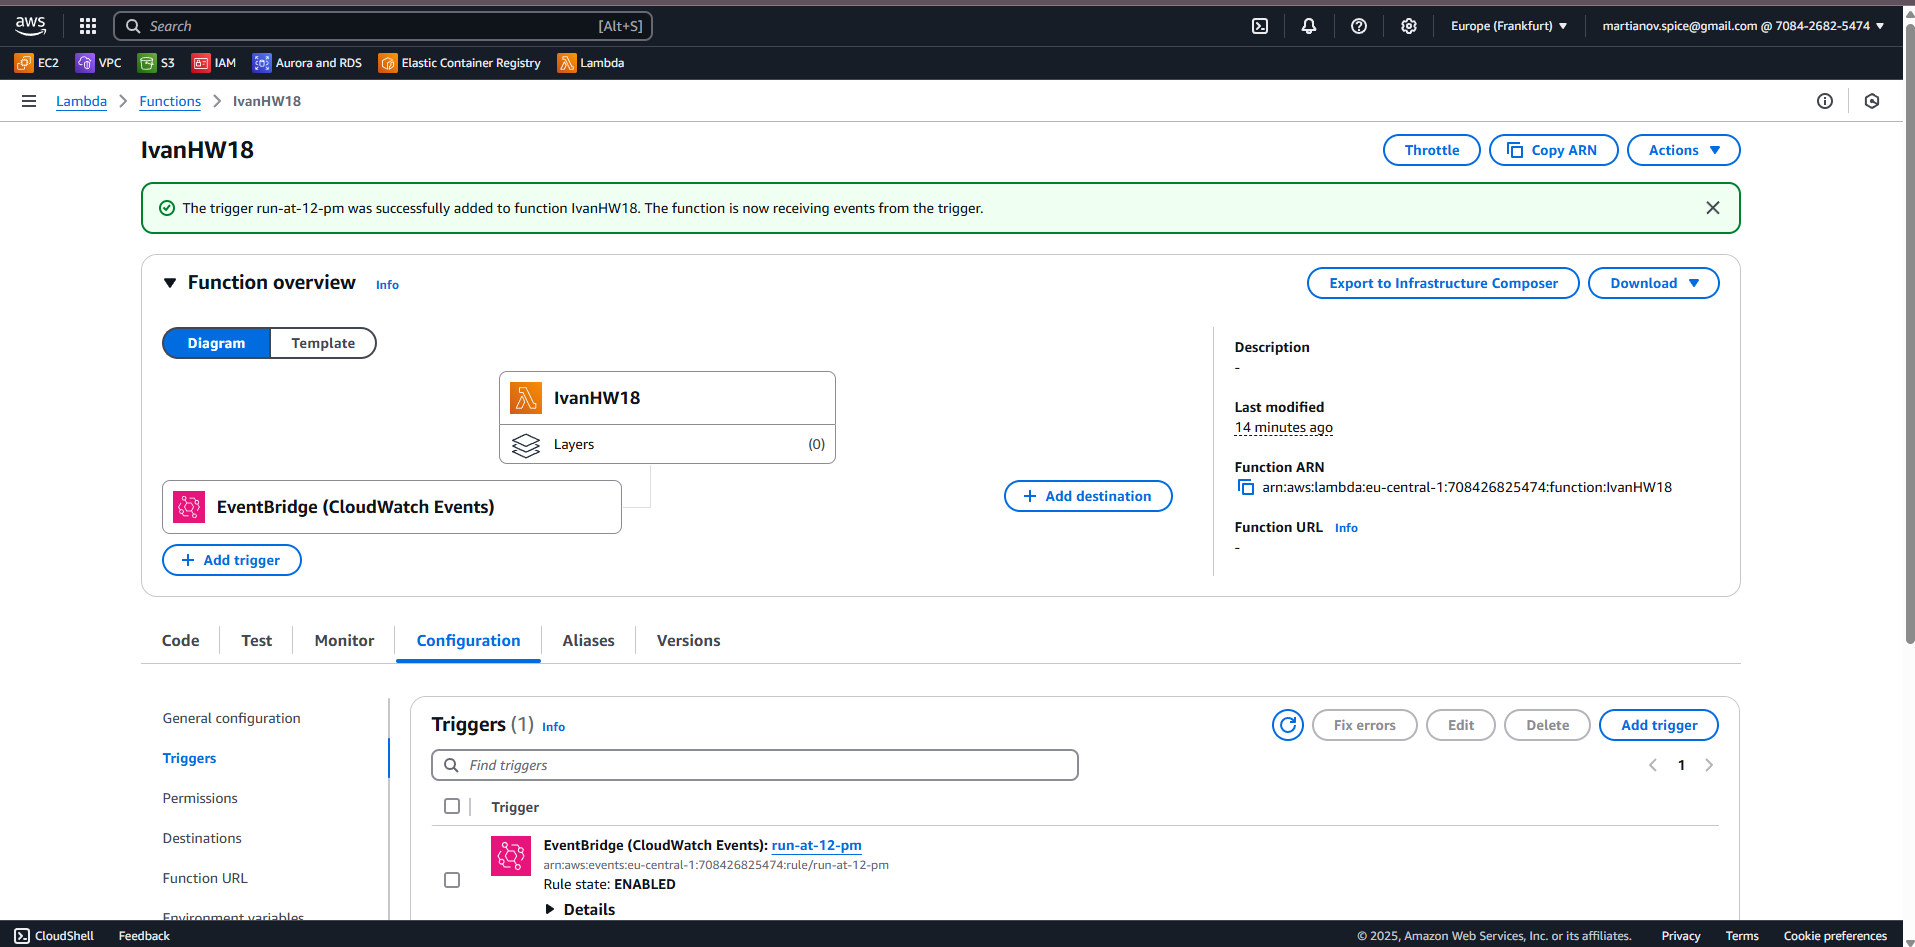 aws
Search [Alt+S] Europe (Frankfurt) martianov.spice@gmail.com @ 7084-2682-5474
EC2 VPC S3 IAM Aurora and RDS Elastic Container Registry Lambda
Lambda Functions IvanHW18
IvanHW18 Throttle Copy ARN Actions
The trigger run-at-12-pm was successfully added to function IvanHW18. The function is now receiving events from the trigger.
Function overview Info Export to Infrastructure Composer Download
Diagram Template
IvanHW18
Layers (0)
EventBridge (CloudWatch Events)
+ Add destination
+ Add trigger
Description
-
Last modified
14 minutes ago
Function ARN
arn:aws:lambda:eu-central-1:708426825474:function:IvanHW18
Function URL Info
-
Code Test Monitor Configuration Aliases Versions
General configuration
Triggers
Permissions
Destinations
Function URL
Environment variables
Triggers (1) Info Fix errors Edit Delete Add trigger
Find triggers 1
Trigger
EventBridge (CloudWatch Events): run-at-12-pm
arn:aws:events:eu-central-1:708426825474:rule/run-at-12-pm
Rule state: ENABLED
Details
CloudShell Feedback © 2025, Amazon Web Services, Inc. or its affiliates. Privacy Terms Cookie preferences